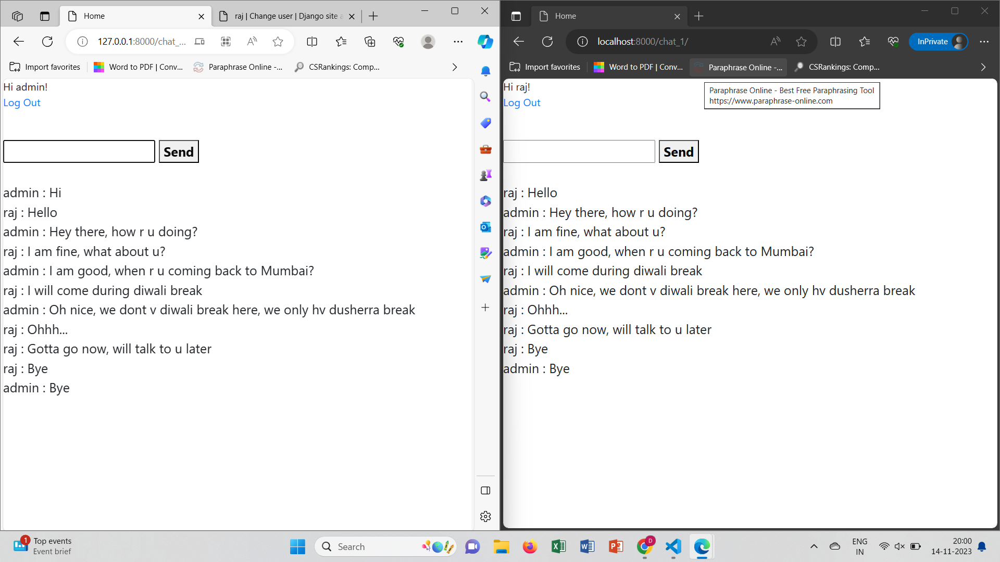 Home
raj | Change user | Django site a
127.0.0.1:8000/chat_...
Import favorites
Word to PDF | Conv...
Paraphrase Online -...
CSRankings: Comp...
Hi admin!
Log Out
Send
admin : Hi
raj : Hello
admin : Hey there, how r u doing?
raj : I am fine, what about u?
admin : I am good, when r u coming back to Mumbai?
raj : I will come during diwali break
admin : Oh nice, we dont v diwali break here, we only hv dusherra break
raj : Ohhh...
raj : Gotta go now, will talk to u later
raj : Bye
admin : Bye
Home
localhost:8000/chat_1/
InPrivate
Import favorites
Word to PDF | Conv...
Paraphrase Online -...
CSRankings: Comp...
Paraphrase Online - Best Free Paraphrasing Tool
https://www.paraphrase-online.com
Hi raj!
Log Out
Send
raj : Hello
admin : Hey there, how r u doing?
raj : I am fine, what about u?
admin : I am good, when r u coming back to Mumbai?
raj : I will come during diwali break
admin : Oh nice, we dont v diwali break here, we only hv dusherra break
raj : Ohhh...
raj : Gotta go now, will talk to u later
raj : Bye
admin : Bye
1
Top events
Event brief
Search
D
ENG
IN
20:00
14-11-2023